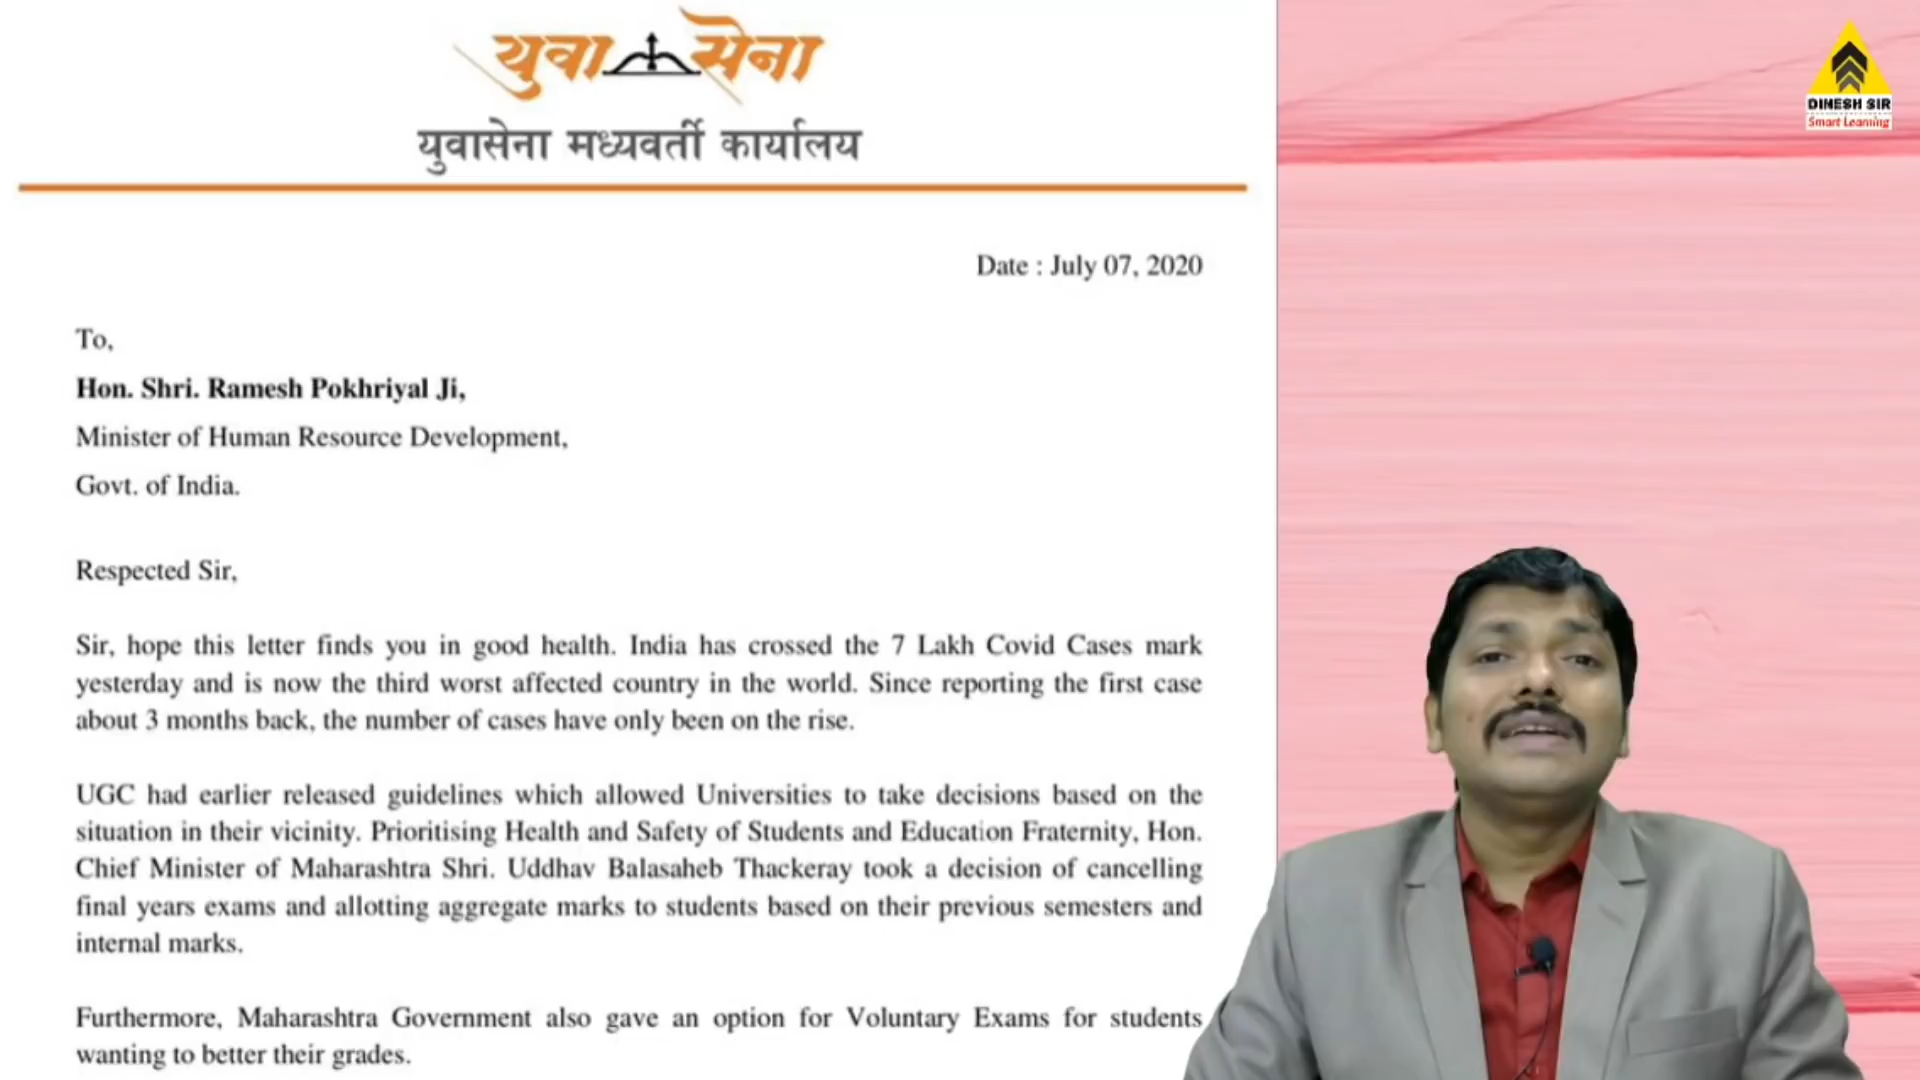 युवा सेना
युवासेना मध्यवर्ती कार्यालय
DINESH SIR
Smart Learning
Date : July 07, 2020
To,
Hon. Shri. Ramesh Pokhriyal Ji,
Minister of Human Resource Development,
Govt. of India.
Respected Sir,
Sir, hope this letter finds you in good health. India has crossed the 7 Lakh Covid Cases mark
yesterday and is now the third worst affected country in the world. Since reporting the first case
about 3 months back, the number of cases have only been on the rise.
UGC had earlier released guidelines which allowed Universities to take decisions based on the
situation in their vicinity. Prioritising Health and Safety of Students and Education Fraternity, Hon.
Chief Minister of Maharashtra Shri. Uddhav Balasaheb Thackeray took a decision of cancelling
final years exams and allotting aggregate marks to students based on their previous semesters and
internal marks.
Furthermore, Maharashtra Government also gave an option for Voluntary Exams for students
wanting to better their grades.